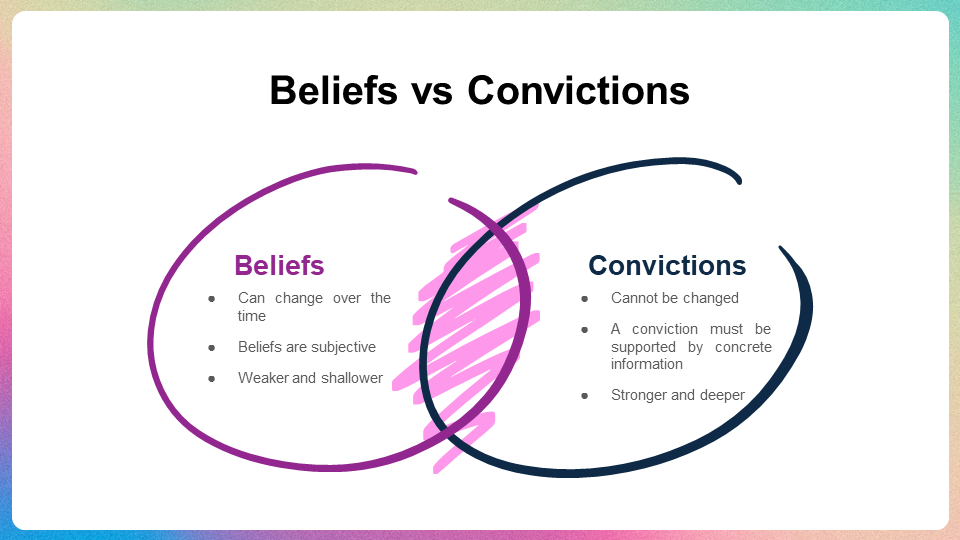 Beliefs vs Convictions
Beliefs
● Can change over the
time
● Beliefs are subjective
● Weaker and shallower
Convictions
● Cannot be changed
● A conviction must be
supported by concrete
information
● Stronger and deeper